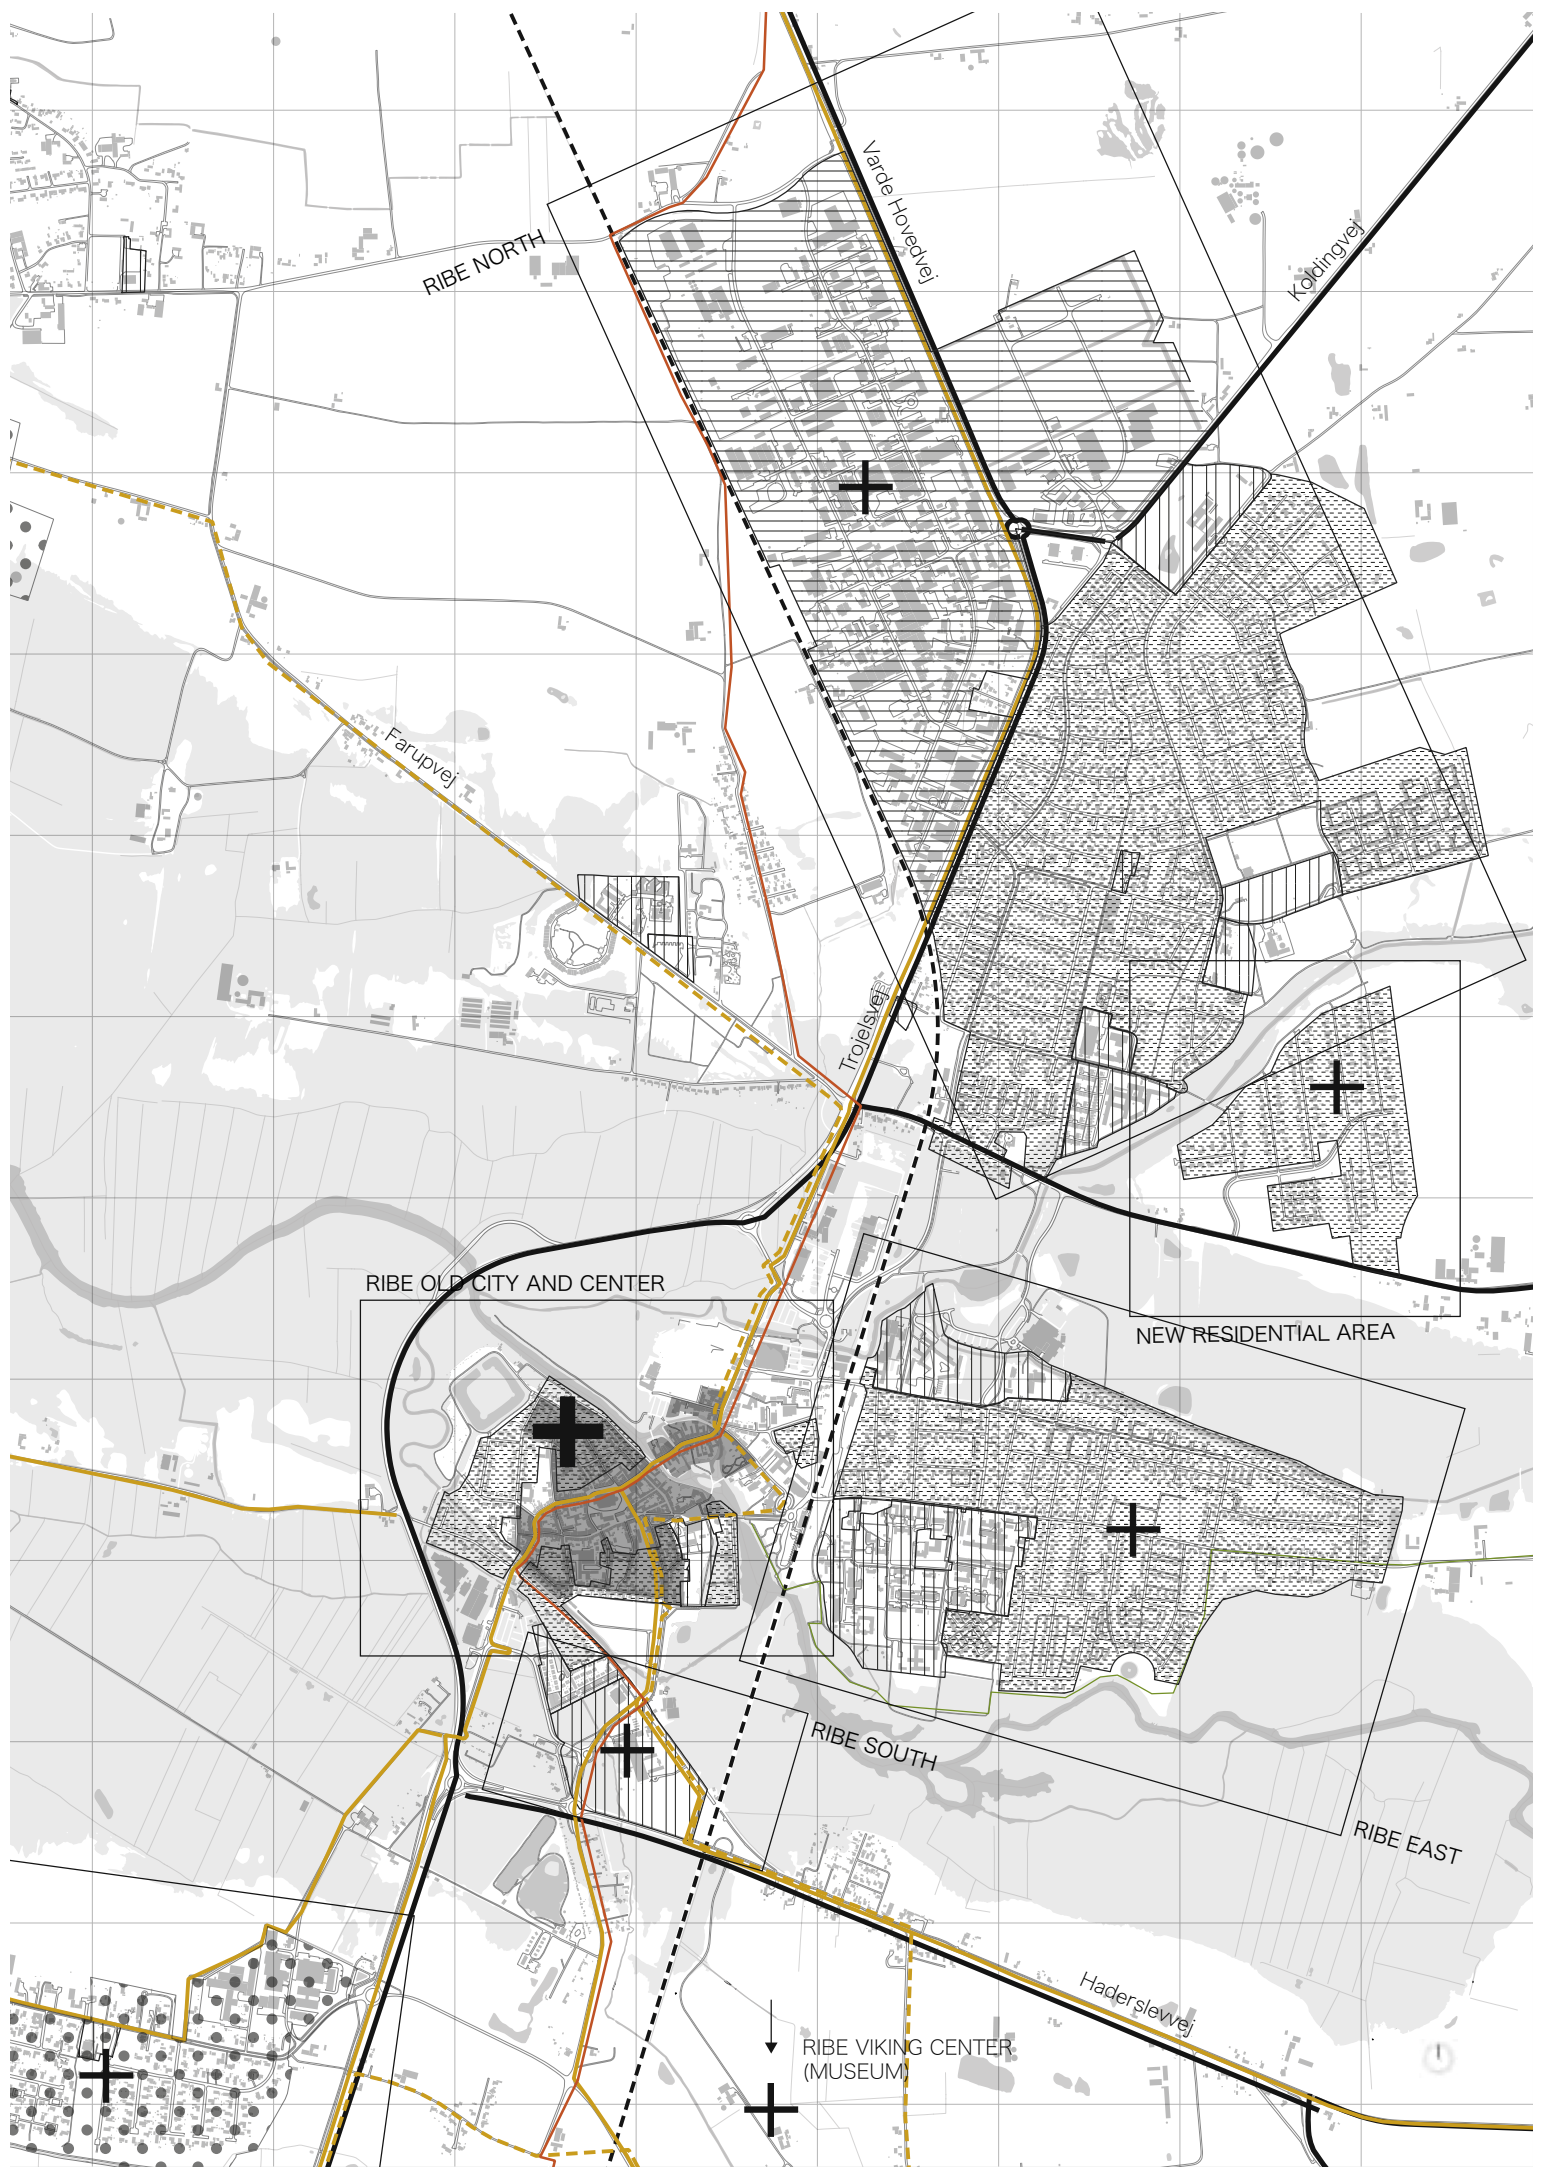 Varde Hovedvej
Koldingvej
RIBE NORTH
Farupvej
Trojelsvej
RIBE OLD CITY AND CENTER
NEW RESIDENTIAL AREA
RIBE SOUTH
RIBE EAST
Haderslevvej
RIBE VIKING CENTER
(MUSEUM)